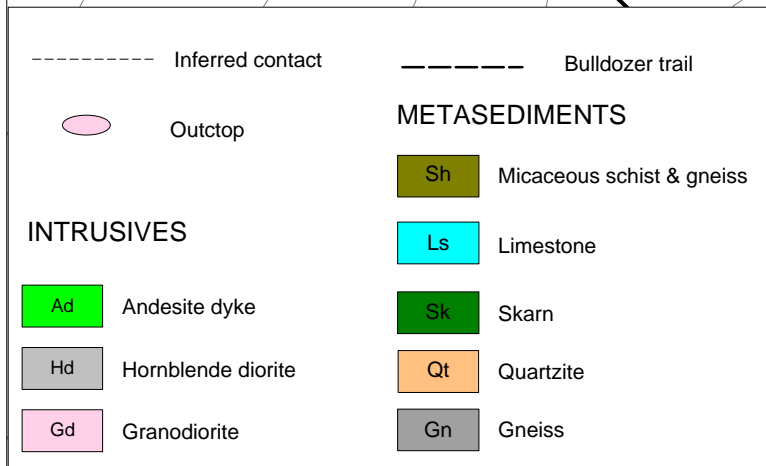 Inferred contact
Outctop
INTRUSIVES
Ad Andesite dyke
Hd Hornblende diorite
Gd Granodiorite
Bulldozer trail
METASEDIMENTS
Sh Micaceous schist & gneiss
Ls Limestone
Sk Skarn
Qt Quartzite
Gn Gneiss